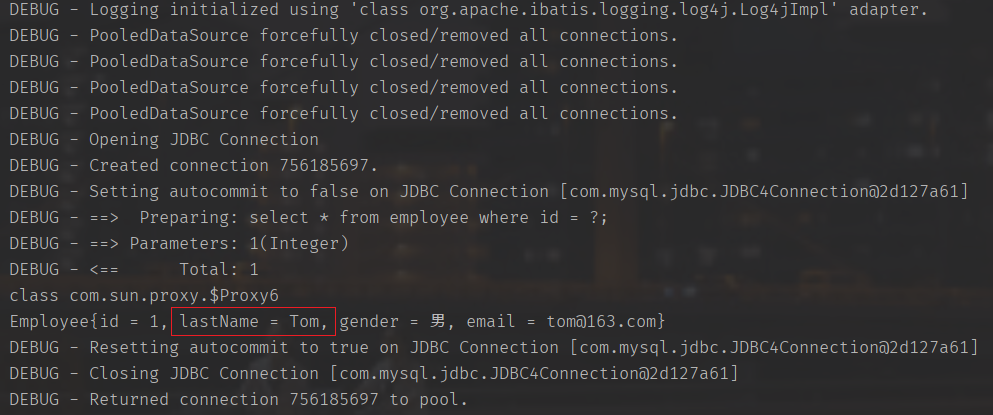 DEBUG - Logging initialized using 'class org.apache.ibatis.logging.log4j.Log4jImpl' adapter.
DEBUG - PooledDataSource forcefully closed/removed all connections.
DEBUG - PooledDataSource forcefully closed/removed all connections.
DEBUG - PooledDataSource forcefully closed/removed all connections.
DEBUG - PooledDataSource forcefully closed/removed all connections.
DEBUG - Opening JDBC Connection
DEBUG - Created connection 756185697.
DEBUG - Setting autocommit to false on JDBC Connection [com.mysql.jdbc.JDBC4Connection@2d127a61]
DEBUG - ==>  Preparing: select * from employee where id = ?;
DEBUG - ==> Parameters: 1(Integer)
DEBUG - <==      Total: 1
class com.sun.proxy.$Proxy6
Employee{id = 1, lastName = Tom, gender = 男, email = tom@163.com}
DEBUG - Resetting autocommit to true on JDBC Connection [com.mysql.jdbc.JDBC4Connection@2d127a61]
DEBUG - Closing JDBC Connection [com.mysql.jdbc.JDBC4Connection@2d127a61]
DEBUG - Returned connection 756185697 to pool.